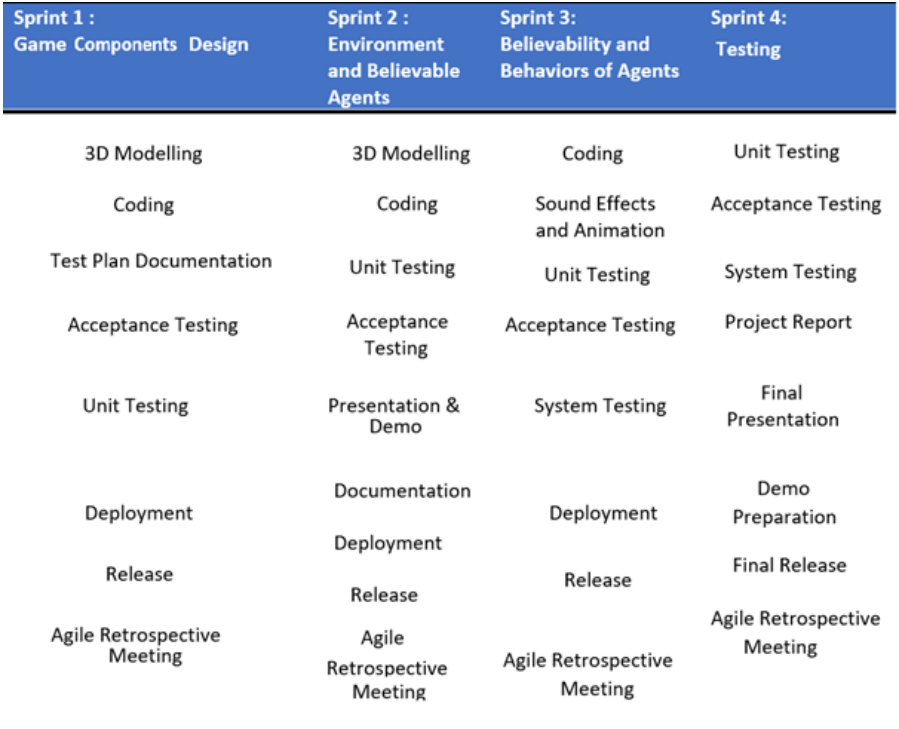 Sprint 1 :
Game Components Design
3D Modelling
Coding
Test Plan Documentation
Acceptance Testing
Unit Testing
Deployment
Release
Agile Retrospective
Meeting
Sprint 2 :
Environment
and Believable
Agents
3D Modelling
Coding
Unit Testing
Acceptance
Testing
Presentation &
Demo
Documentation
Deployment
Release
Agile
Retrospective
Meeting
Sprint 3:
Believability and
Behaviors of Agents
Coding
Sound Effects
and Animation
Unit Testing
Acceptance Testing
System Testing
Deployment
Release
Agile Retrospective
Meeting
Sprint 4:
Testing
Unit Testing
Acceptance Testing
System Testing
Project Report
Final
Presentation
Demo
Preparation
Final Release
Agile Retrospective
Meeting